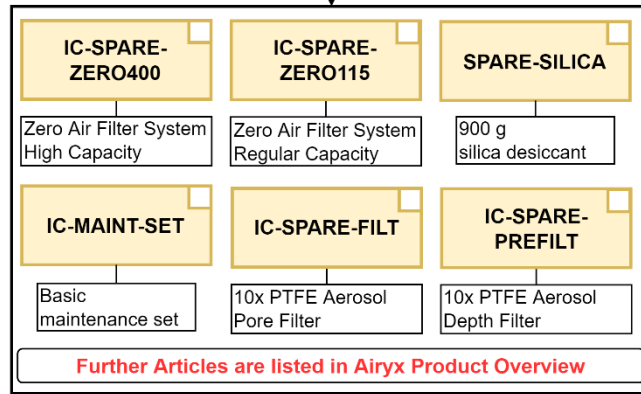 IC-SPARE-
ZERO400
IC-SPARE-
ZERO115
SPARE-SILICA
Zero Air Filter System
High Capacity
Zero Air Filter System
Regular Capacity
900 g
silica desiccant
IC-MAINT-SET
IC-SPARE-FILT
IC-SPARE-
PREFILT
Basic
maintenance set
10x PTFE Aerosol
Pore Filter
10x PTFE Aerosol
Depth Filter
Further Articles are listed in Airyx Product Overview